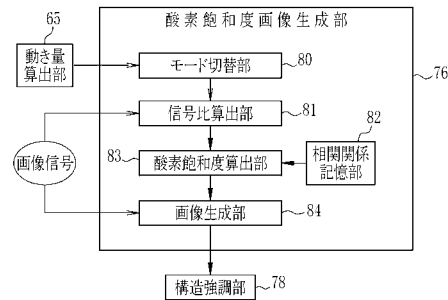 酸素飽和度画像生成部
65
動き量
算出部
80
モード切替部
76
81
信号比算出部
82
画像信号
83
酸素飽和度算出部
相関関係
記憶部
画像生成部
84
構造強調部
78